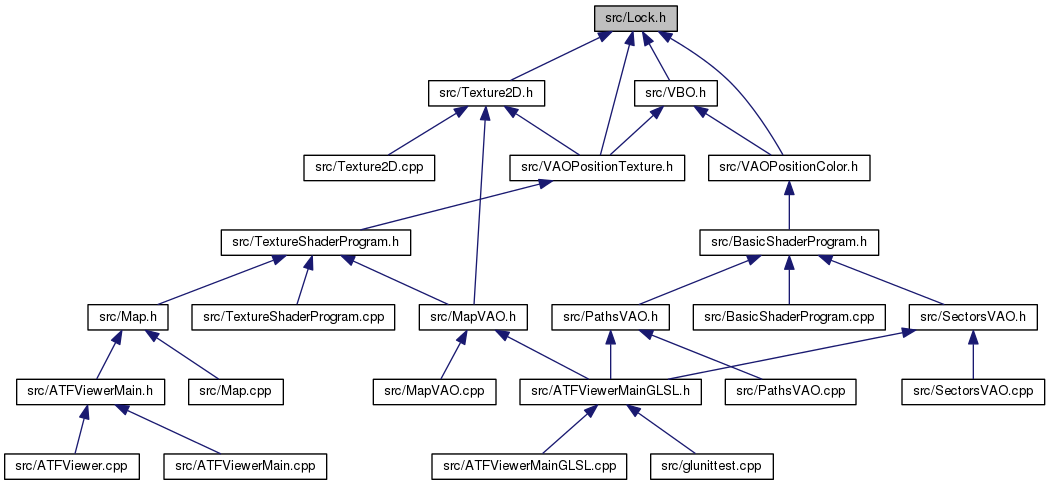 src/Lock.h
src/Texture2D.h
src/VBO.h
src/Texture2D.cpp
src/VAOPositionTexture.h
src/VAOPositionColor.h
src/TextureShaderProgram.h
src/BasicShaderProgram.h
src/Map.h
src/TextureShaderProgram.cpp
src/MapVAO.h
src/PathsVAO.h
src/BasicShaderProgram.cpp
src/SectorsVAO.h
src/ATFViewerMain.h
src/Map.cpp
src/MapVAO.cpp
src/ATFViewerMainGLSL.h
src/PathsVAO.cpp
src/SectorsVAO.cpp
src/ATFViewer.cpp
src/ATFViewerMain.cpp
src/ATFViewerMainGLSL.cpp
src/glunittest.cpp